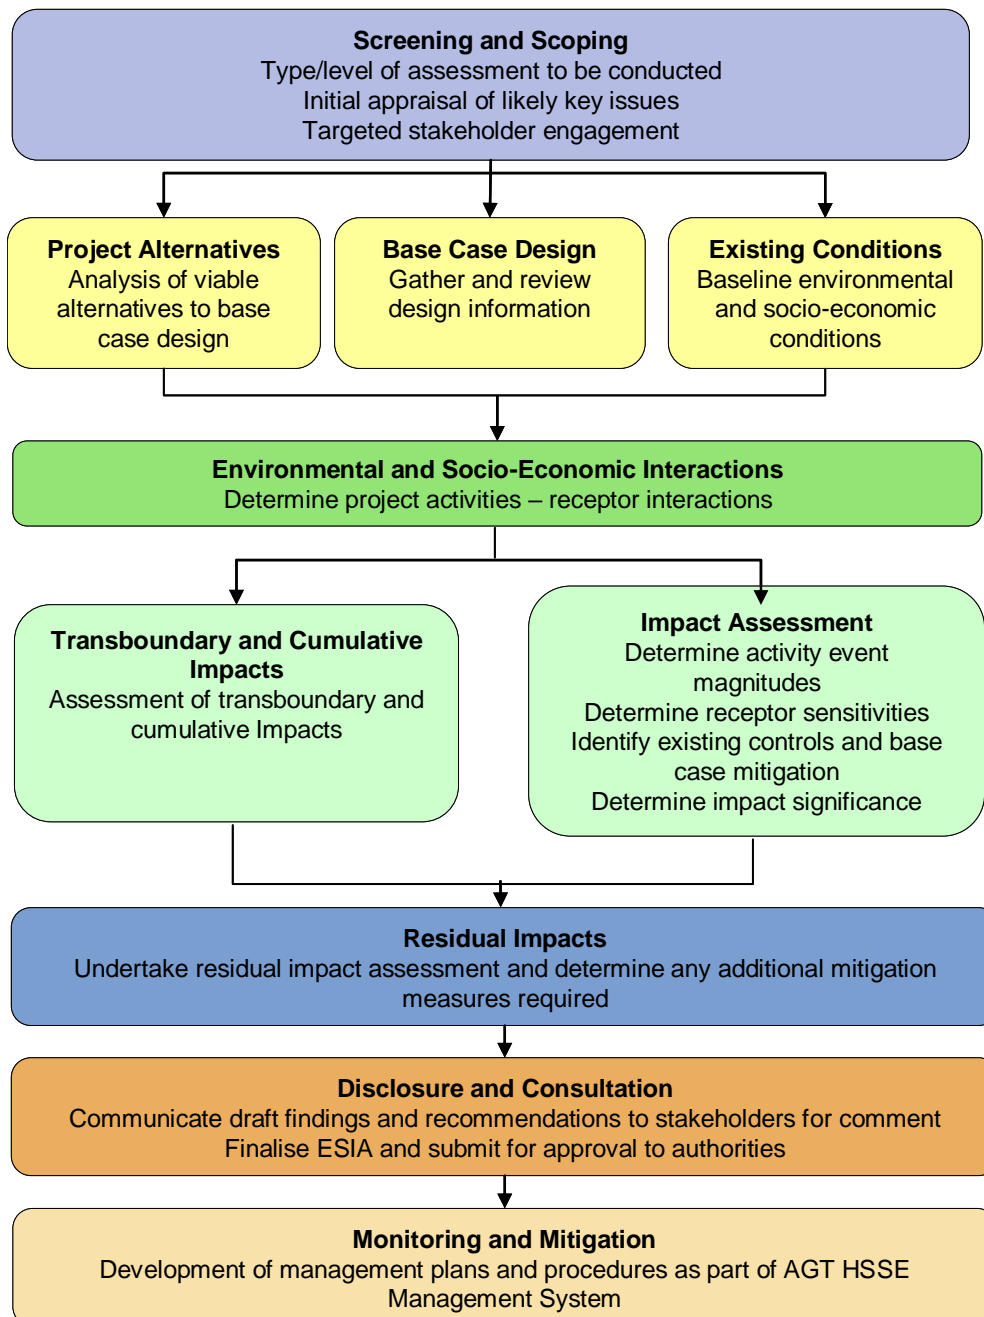 Screening and Scoping
Type/level of assessment to be conducted
Initial appraisal of likely key issues
Targeted stakeholder engagement
Project Alternatives
Analysis of viable
alternatives to base
case design
Base Case Design
Gather and review
design information
Existing Conditions
Baseline environmental
and socio-economic
conditions
Environmental and Socio-Economic Interactions
Determine project activities – receptor interactions
Transboundary and Cumulative
Impacts
Assessment of transboundary and
cumulative Impacts
Impact Assessment
Determine activity event
magnitudes
Determine receptor sensitivities
Identify existing controls and base
case mitigation
Determine impact significance
Residual Impacts
Undertake residual impact assessment and determine any additional mitigation
measures required
Disclosure and Consultation
Communicate draft findings and recommendations to stakeholders for comment
Finalise ESIA and submit for approval to authorities
Monitoring and Mitigation
Development of management plans and procedures as part of AGT HSSE
Management System